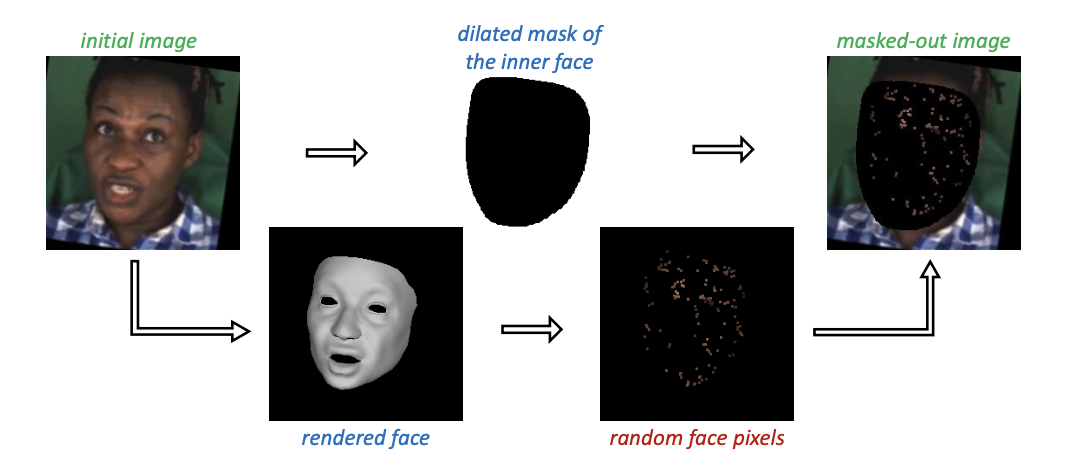 initial image
dilated mask of
the inner face
masked-out image
rendered face
random face pixels